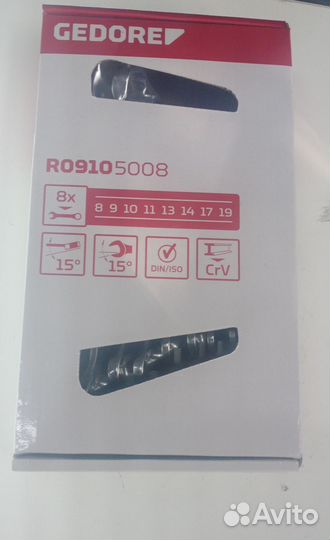 GEDORE
R09105008
8x
8 9 10 11 13 14 17 19
15°
15°
DIN/ISO
CrV
Avito